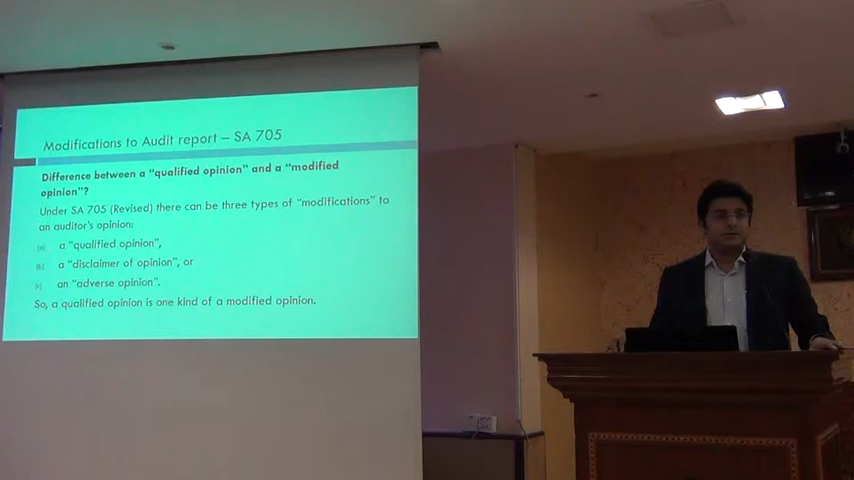 Modifications to Audit report – SA 705
Difference between a “qualified opinion” and a “modified
opinion”?
Under SA 705 (Revised) there can be three types of “modifications” to
an auditor's opinion:
(a) a “qualified opinion”,
(b) a “disclaimer of opinion”, or
(c) an “adverse opinion”.
So, a qualified opinion is one kind of a modified opinion.